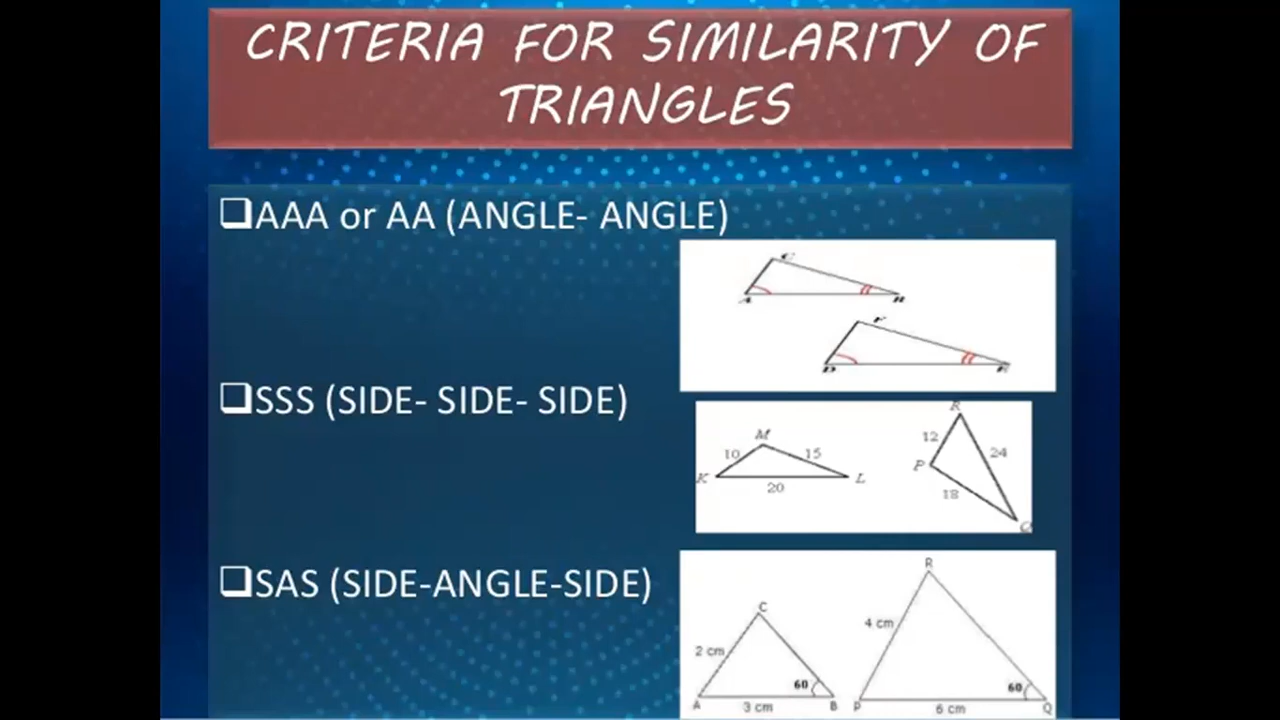 CRITERIA FOR SIMILARITY OF
TRIANGLES
❑AAA or AA (ANGLE- ANGLE)
C
A
B
F
D
E
❑SSS (SIDE- SIDE- SIDE)
M
10
15
K
L
20
R
12
24
P
18
Q
❑SAS (SIDE-ANGLE-SIDE)
C
2 cm
60
A
3 cm
B
R
4 cm
60
P
6 cm
Q